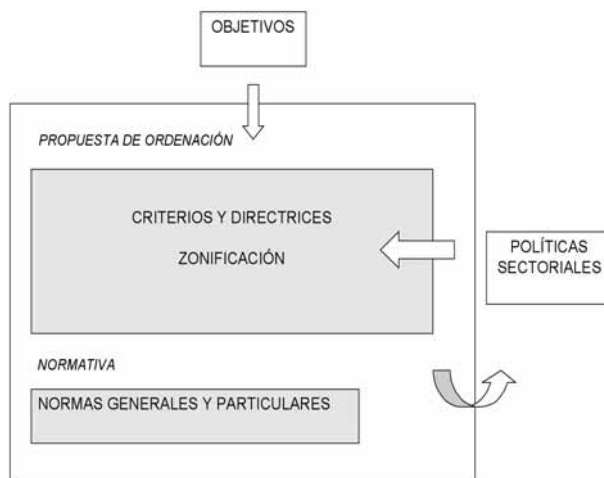 OBJETIVOS
PROPUESTA DE ORDENACIÓN
CRITERIOS Y DIRECTRICES
ZONIFICACIÓN
POLÍTICAS
SECTORIALES
NORMATIVA
NORMAS GENERALES Y PARTICULARES